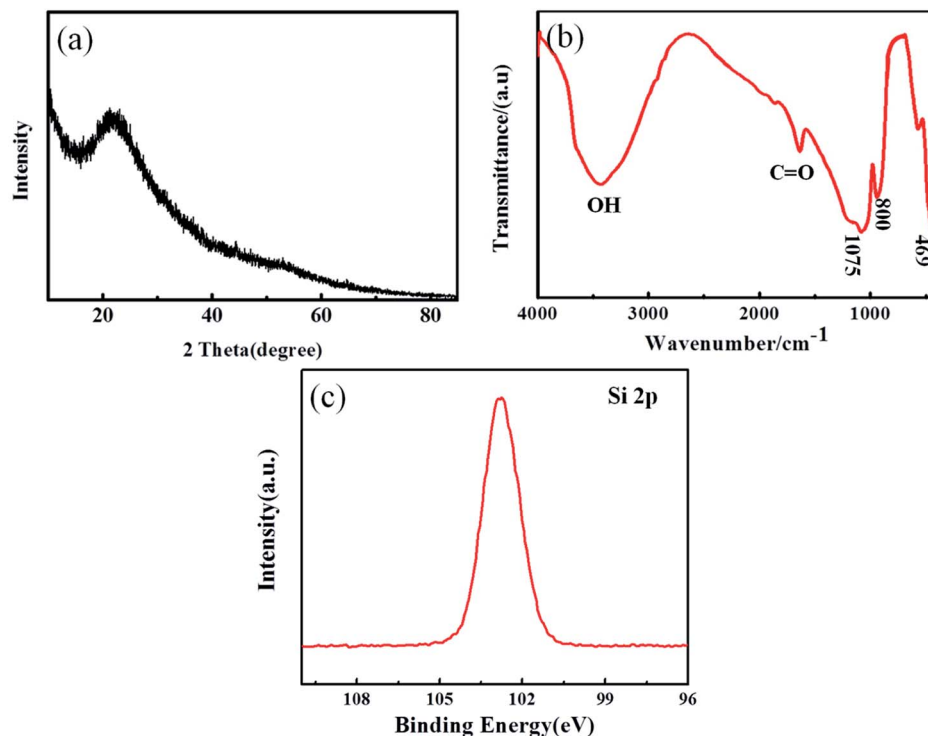 (a)
Intensity
20 40 60 80
2 Theta(degree)
(b)
Transmittance/(a.u)
OH
C=O
1075
800
469
4000 3000 2000 1000
Wavenumber/cm-1
(c)
Si 2p
Intensity(a.u.)
108 105 102 99 96
Binding Energy(eV)